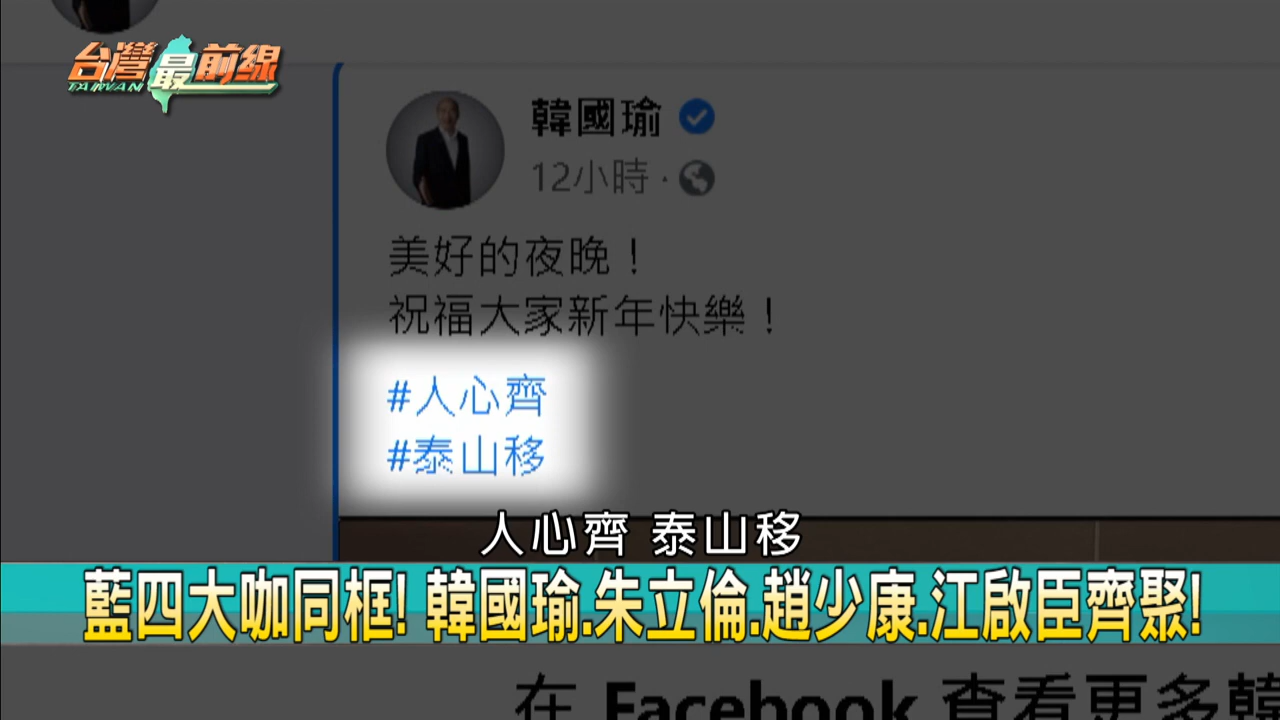 台灣最前線
TAIWAN
韓國瑜
12小時 ·
美好的夜晚！
祝福大家新年快樂！
#人心齊
#泰山移
人心齊 泰山移
藍四大咖同框! 韓國瑜.朱立倫.趙少康.江啟臣齊聚!
在 Facebook 查看更多韓